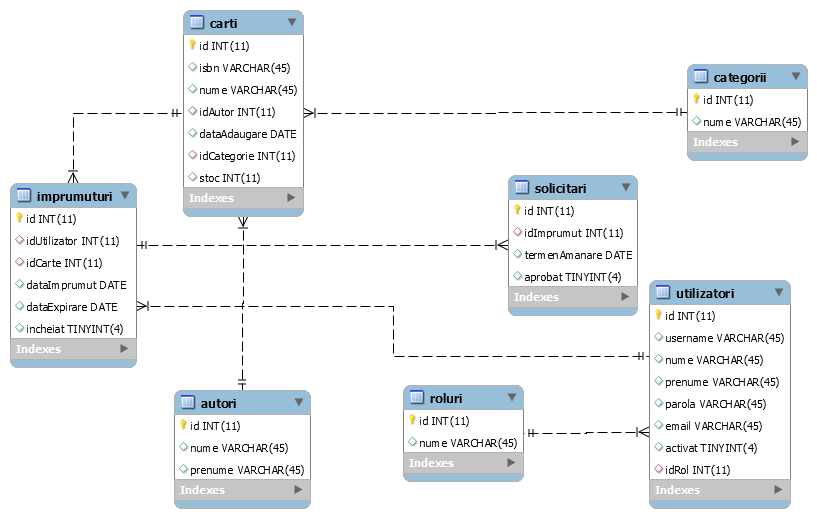 carti
id INT(11)
isbn VARCHAR(45)
nume VARCHAR(45)
idAutor INT(11)
dataAdaugare DATE
idCategorie INT(11)
stoc INT(11)
Indexes
categorii
id INT(11)
nume VARCHAR(45)
Indexes
imprumuturi
id INT(11)
idUtilizator INT(11)
idCarte INT(11)
dataImprumut DATE
dataExpirare DATE
incheiat TINYINT(4)
Indexes
solicitari
id INT(11)
idImprumut INT(11)
termenAmanare DATE
aprobat TINYINT(4)
Indexes
utilizatori
id INT(11)
username VARCHAR(45)
nume VARCHAR(45)
prenume VARCHAR(45)
parola VARCHAR(45)
email VARCHAR(45)
activat TINYINT(4)
idRol INT(11)
Indexes
autori
id INT(11)
nume VARCHAR(45)
prenume VARCHAR(45)
Indexes
roluri
id INT(11)
nume VARCHAR(45)
Indexes